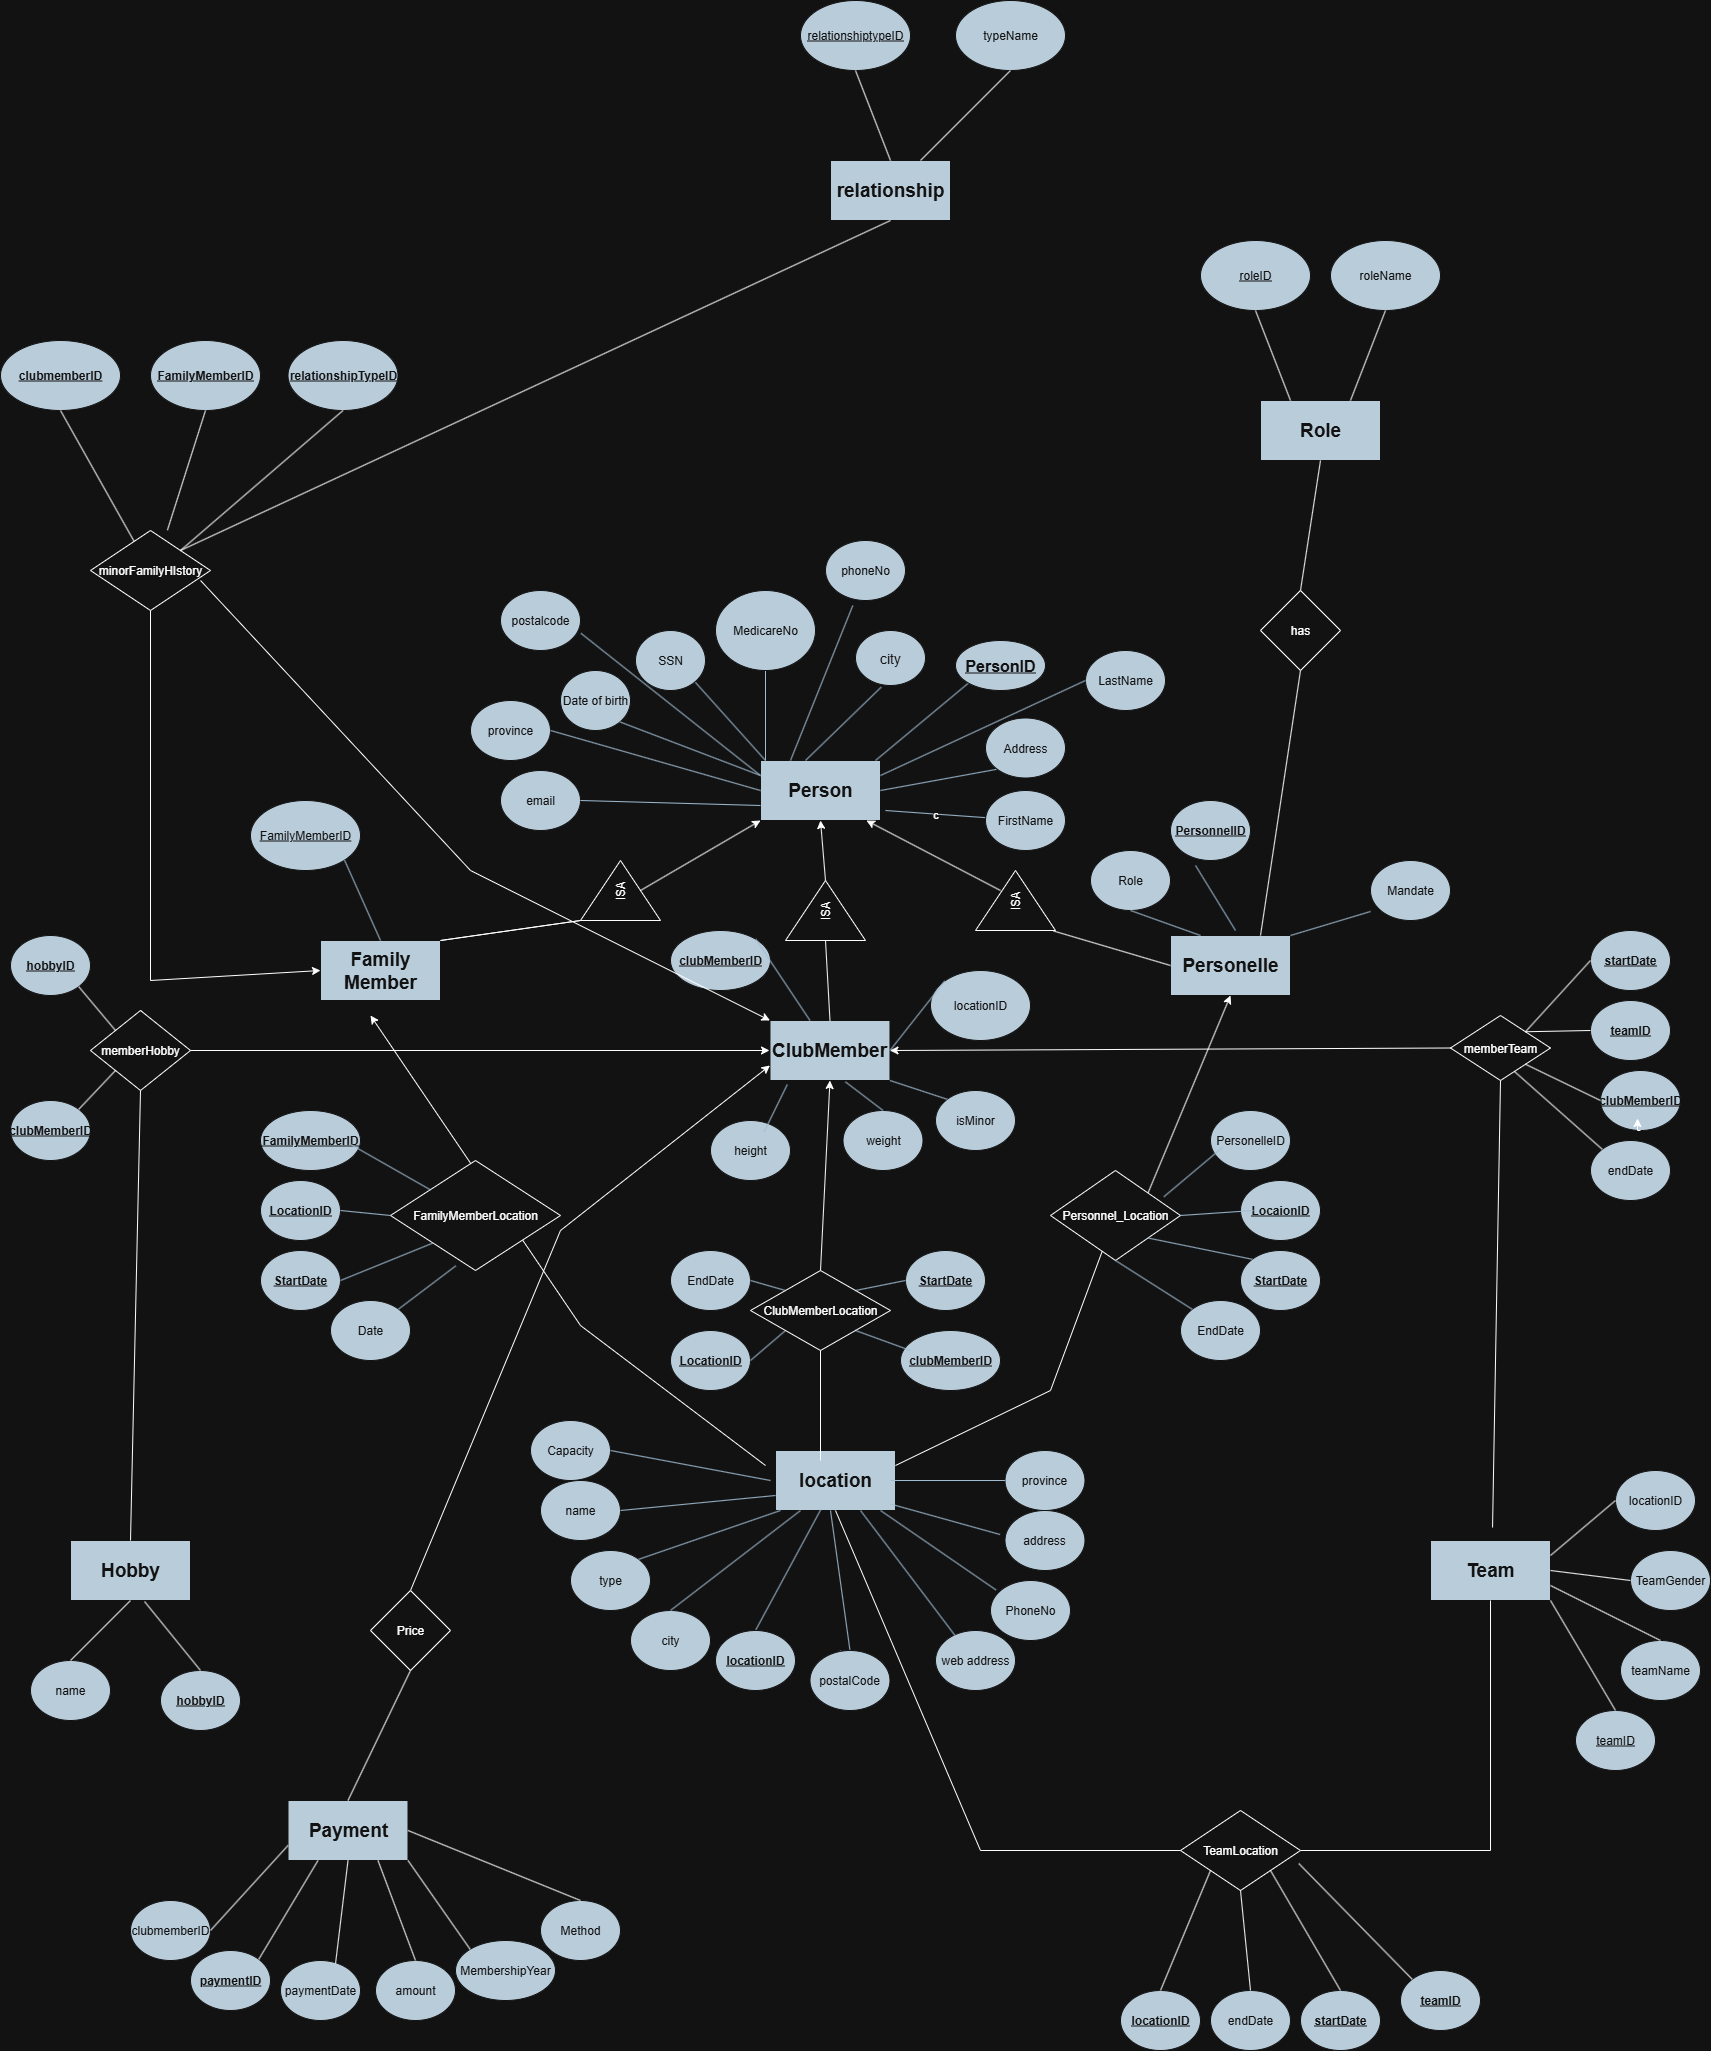 relationshiptypeID
typeName
relationship
roleID
roleName
clubmemberID
FamilyMemberID
relationshipTypeID
Role
minorFamilyHIstory
phoneNo
postalcode
MedicareNo
SSN
city
PersonID
has
Date of birth
LastName
province
Address
Person
email
c
FirstName
FamilyMemberID
PersonnelID
Role
Mandate
ISA
ISA
ISA
Family
Member
clubMemberID
Personelle
hobbyID
startDate
locationID
memberHobby
ClubMember
memberTeam
teamID
clubMemberID
clubMemberID
isMinor
height
weight
endDate
FamilyMemberID
PersonelleID
LocationID
FamilyMemberLocation
Personnel_Location
LocaionID
StartDate
EndDate
StartDate
StartDate
Date
ClubMemberLocation
EndDate
LocationID
clubMemberID
Capacity
location
province
name
address
locationID
Hobby
type
Team
TeamGender
PhoneNo
Price
city
locationID
web address
postalCode
teamName
name
hobbyID
teamID
Payment
TeamLocation
clubmemberID
Method
paymentID
paymentDate
amount
MembershipYear
locationID
endDate
startDate
teamID